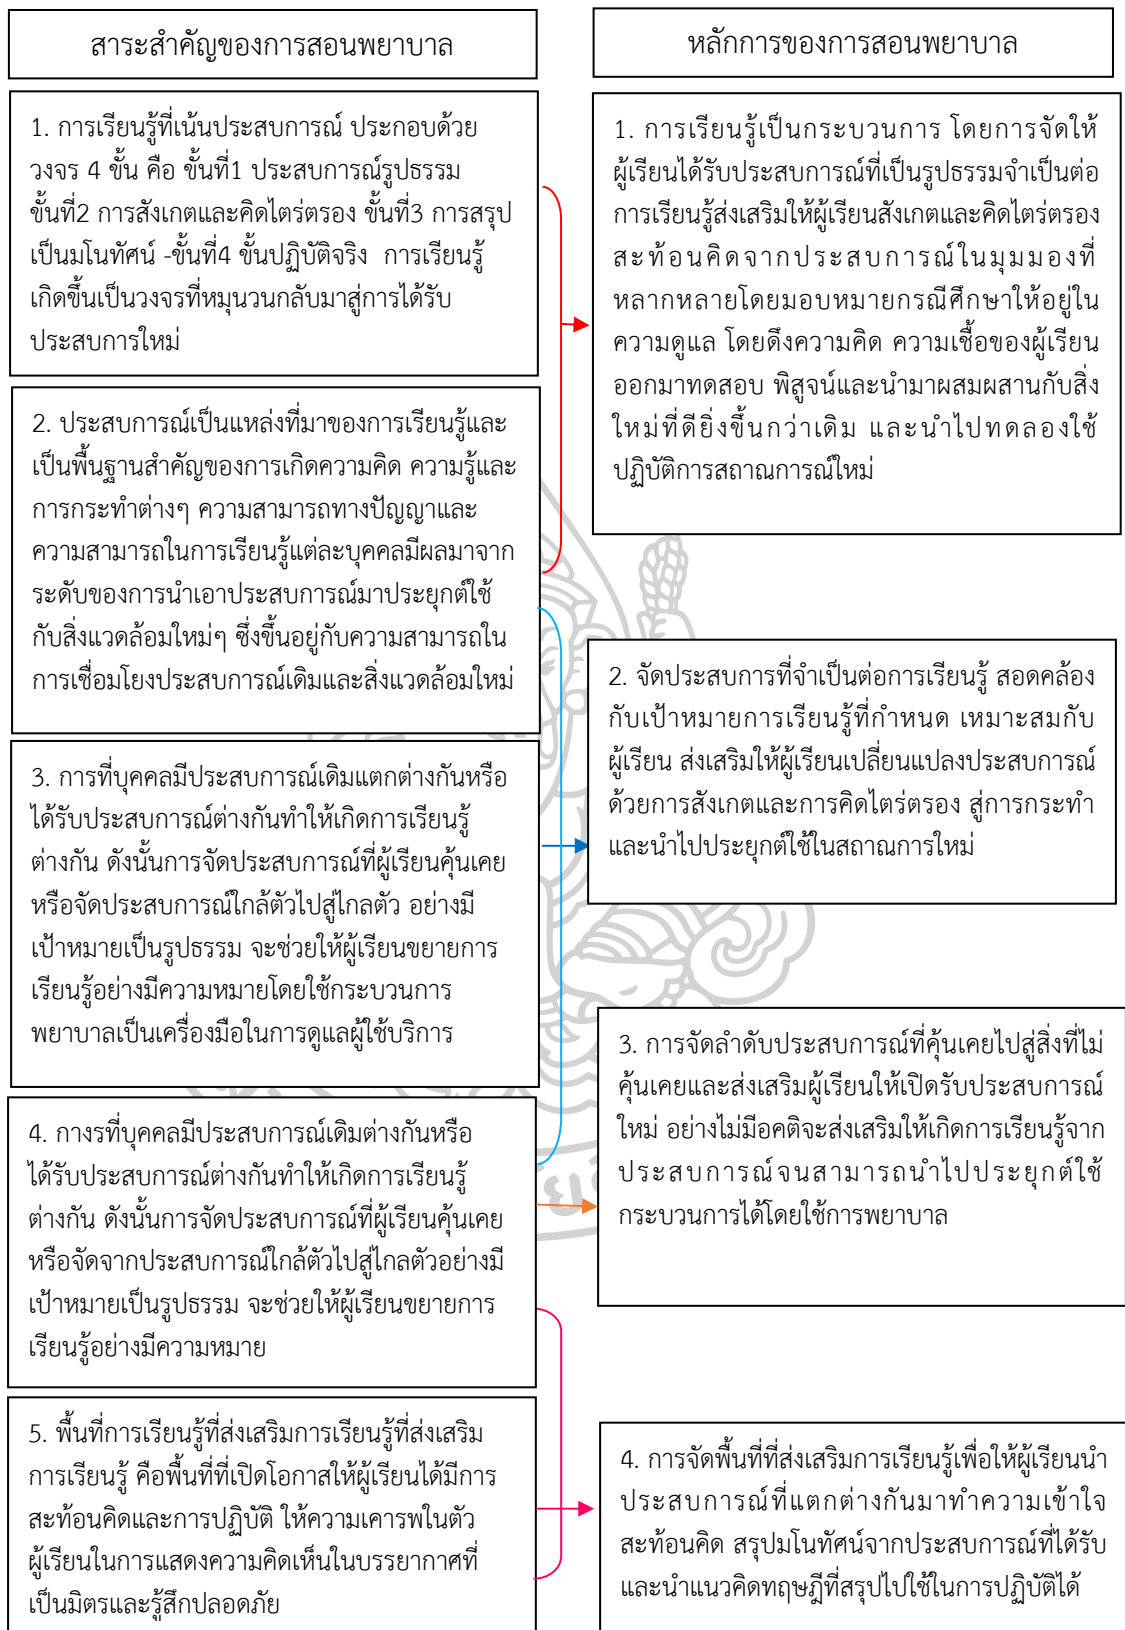 สาระสำคัญของการสอนพยาบาล
1. การเรียนรู้ที่เน้นประสบการณ์ ประกอบด้วย
วงจร 4 ขั้น คือ ขั้นที่1 ประสบการณ์รูปธรรม
ขั้นที่2 การสังเกตและคิดไตร่ตรอง ขั้นที่3 การสรุป
เป็นมโนทัศน์ -ขั้นที่4 ขั้นปฏิบัติจริง การเรียนรู้
เกิดขึ้นเป็นวงจรที่หมุนวนกลับมาสู่การได้รับ
ประสบการใหม่
2. ประสบการณ์เป็นแหล่งที่มาของการเรียนรู้และ
เป็นพื้นฐานสำคัญของการเกิดความคิด ความรู้และ
การกระทำต่างๆ ความสามารถทางปัญญาและ
ความสามารถในการเรียนรู้แต่ละบุคคลมีผลมาจาก
ระดับของการนำเอาประสบการณ์มาประยุกต์ใช้
กับสิ่งแวดล้อมใหม่ๆ ซึ่งขึ้นอยู่กับความสามารถใน
การเชื่อมโยงประสบการณ์เดิมและสิ่งแวดล้อมใหม่
3. การที่บุคคลมีประสบการณ์เดิมแตกต่างกันหรือ
ได้รับประสบการณ์ต่างกันทำให้เกิดการเรียนรู้
ต่างกัน ดังนั้นการจัดประสบการณ์ที่ผู้เรียนคุ้นเคย
หรือจัดประสบการณ์ใกล้ตัวไปสู่ไกลตัว อย่างมี
เป้าหมายเป็นรูปธรรม จะช่วยให้ผู้เรียนขยายการ
เรียนรู้อย่างมีความหมายโดยใช้กระบวนการ
พยาบาลเป็นเครื่องมือในการดูแลผู้ใช้บริการ
4. กางรที่บุคคลมีประสบการณ์เดิมต่างกันหรือ
ได้รับประสบการณ์ต่างกันทำให้เกิดการเรียนรู้
ต่างกัน ดังนั้นการจัดประสบการณ์ที่ผู้เรียนคุ้นเคย
หรือจัดจากประสบการณ์ใกล้ตัวไปสู่ไกลตัวอย่างมี
เป้าหมายเป็นรูปธรรม จะช่วยให้ผู้เรียนขยายการ
เรียนรู้อย่างมีความหมาย
5. พื้นที่การเรียนรู้ที่ส่งเสริมการเรียนรู้ที่ส่งเสริม
การเรียนรู้ คือพื้นที่ที่เปิดโอกาสให้ผู้เรียนได้มีการ
สะท้อนคิดและการปฏิบัติ ให้ความเคารพในตัว
ผู้เรียนในการแสดงความคิดเห็นในบรรยากาศที่
เป็นมิตรและรู้สึกปลอดภัย
หลักการของการสอนพยาบาล
1. การเรียนรู้เป็นกระบวนการ โดยการจัดให้
ผู้เรียนได้รับประสบการณ์ที่เป็นรูปธรรมจำเป็นต่อ
การเรียนรู้ส่งเสริมให้ผู้เรียนสังเกตและคิดไตร่ตรอง
สะท้อนคิดจากประสบการณ์ในมุมมองที่
หลากหลายโดยมอบหมายกรณีศึกษาให้อยู่ใน
ความดูแล โดยดึงความคิด ความเชื่อของผู้เรียน
ออกมาทดสอบ พิสูจน์และนำมาผสมผสานกับสิ่ง
ใหม่ที่ดียิ่งขึ้นกว่าเดิม และนำไปทดลองใช้
ปฏิบัติการสถาณการณ์ใหม่
2. จัดประสบการที่จำเป็นต่อการเรียนรู้ สอดคล้อง
กับเป้าหมายการเรียนรู้ที่กำหนด เหมาะสมกับ
ผู้เรียน ส่งเสริมให้ผู้เรียนเปลี่ยนแปลงประสบการณ์
ด้วยการสังเกตและการคิดไตร่ตรอง สู่การกระทำ
และนำไปประยุกต์ใช้ในสถาณการใหม่
3. การจัดลำดับประสบการณ์ที่คุ้นเคยไปสู่สิ่งที่ไม่
คุ้นเคยและส่งเสริมผู้เรียนให้เปิดรับประสบการณ์
ใหม่ อย่างไม่มีอคติจะส่งเสริมให้เกิดการเรียนรู้จาก
ประสบการณ์จนสามารถนำไปประยุกต์ใช้
กระบวนการได้โดยใช้การพยาบาล
4. การจัดพื้นที่ที่ส่งเสริมการเรียนรู้เพื่อให้ผู้เรียนนำ
ประสบการณ์ที่แตกต่างกันมาทำความเข้าใจ
สะท้อนคิด สรุปมโนทัศน์จากประสบการณ์ที่ได้รับ
และนำแนวคิดทฤษฎีที่สรุปไปใช้ในการปฏิบัติได้